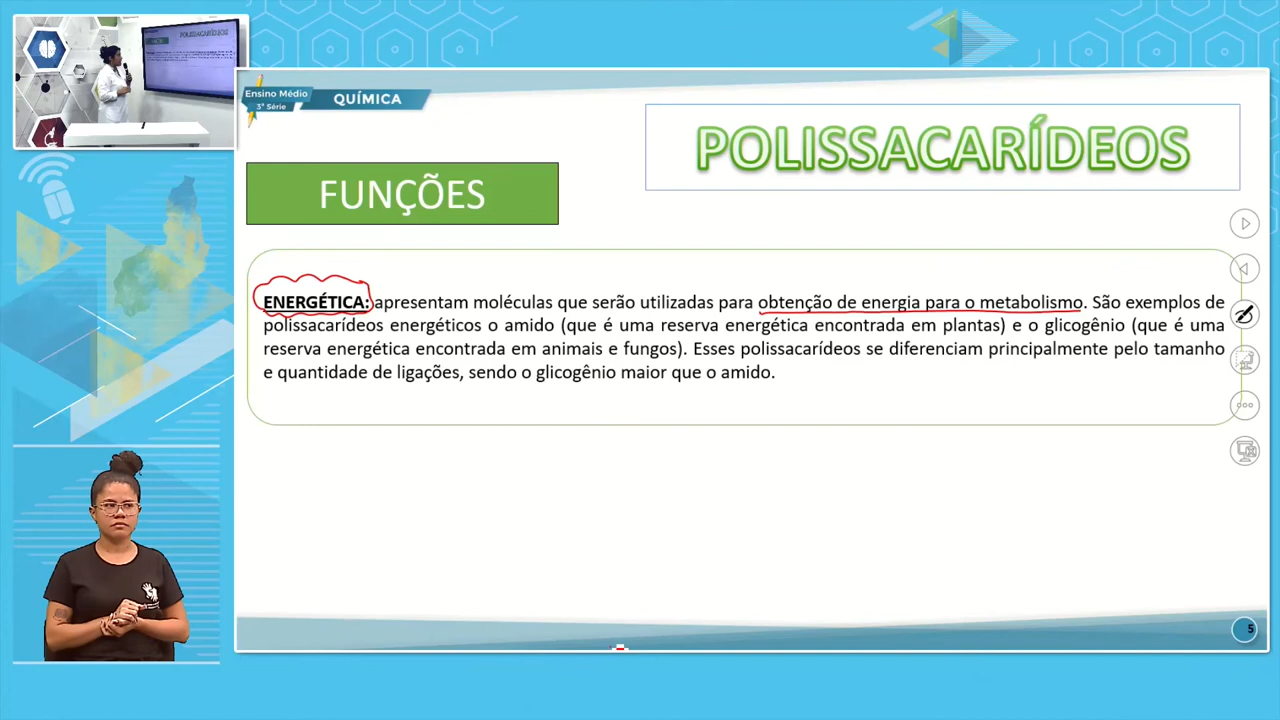 POLISSACARÍDEOS
Ensino Médio
3ª Série
QUÍMICA
POLISSACARÍDEOS
FUNÇÕES
ENERGÉTICA: apresentam moléculas que serão utilizadas para obtenção de energia para o metabolismo. São exemplos de
polissacarídeos energéticos o amido (que é uma reserva energética encontrada em plantas) e o glicogênio (que é uma
reserva energética encontrada em animais e fungos). Esses polissacarídeos se diferenciam principalmente pelo tamanho
e quantidade de ligações, sendo o glicogênio maior que o amido.
5